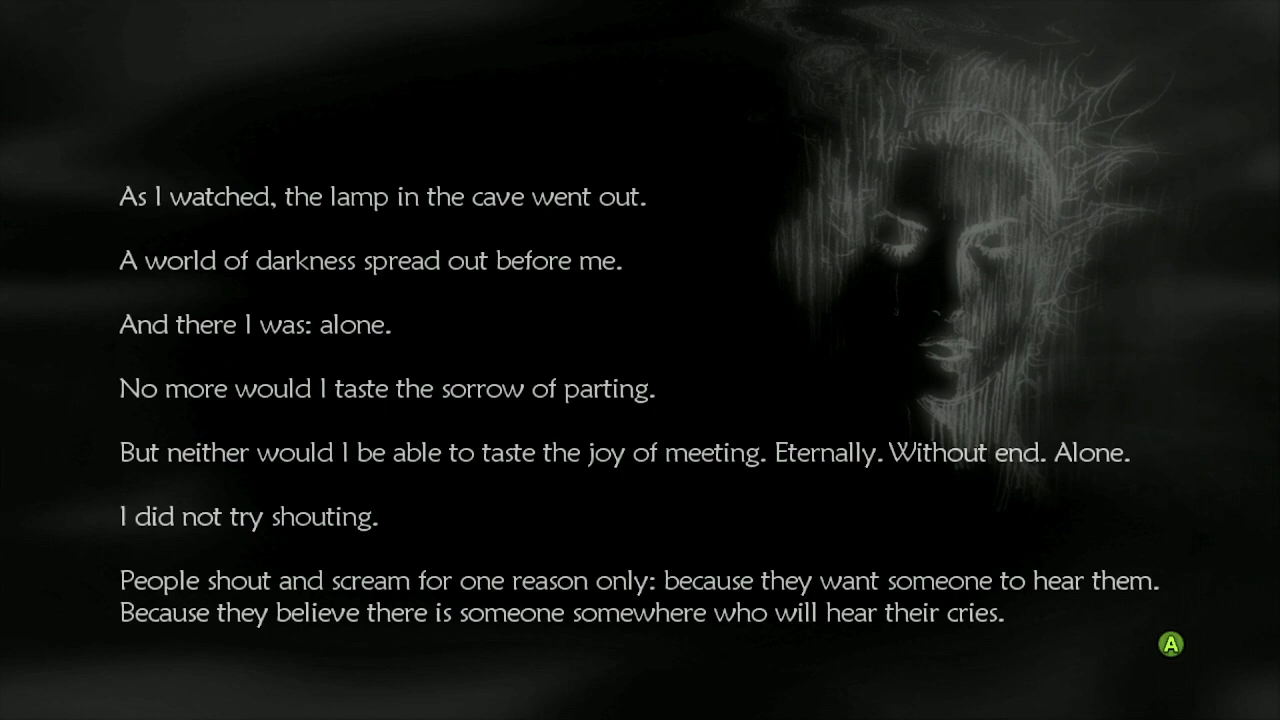 As I watched, the lamp in the cave went out.
A world of darkness spread out before me.
And there I was: alone.
No more would I taste the sorrow of parting.
But neither would I be able to taste the joy of meeting. Eternally. Without end. Alone.
I did not try shouting.
People shout and scream for one reason only: because they want someone to hear them.
Because they believe there is someone somewhere who will hear their cries.
A